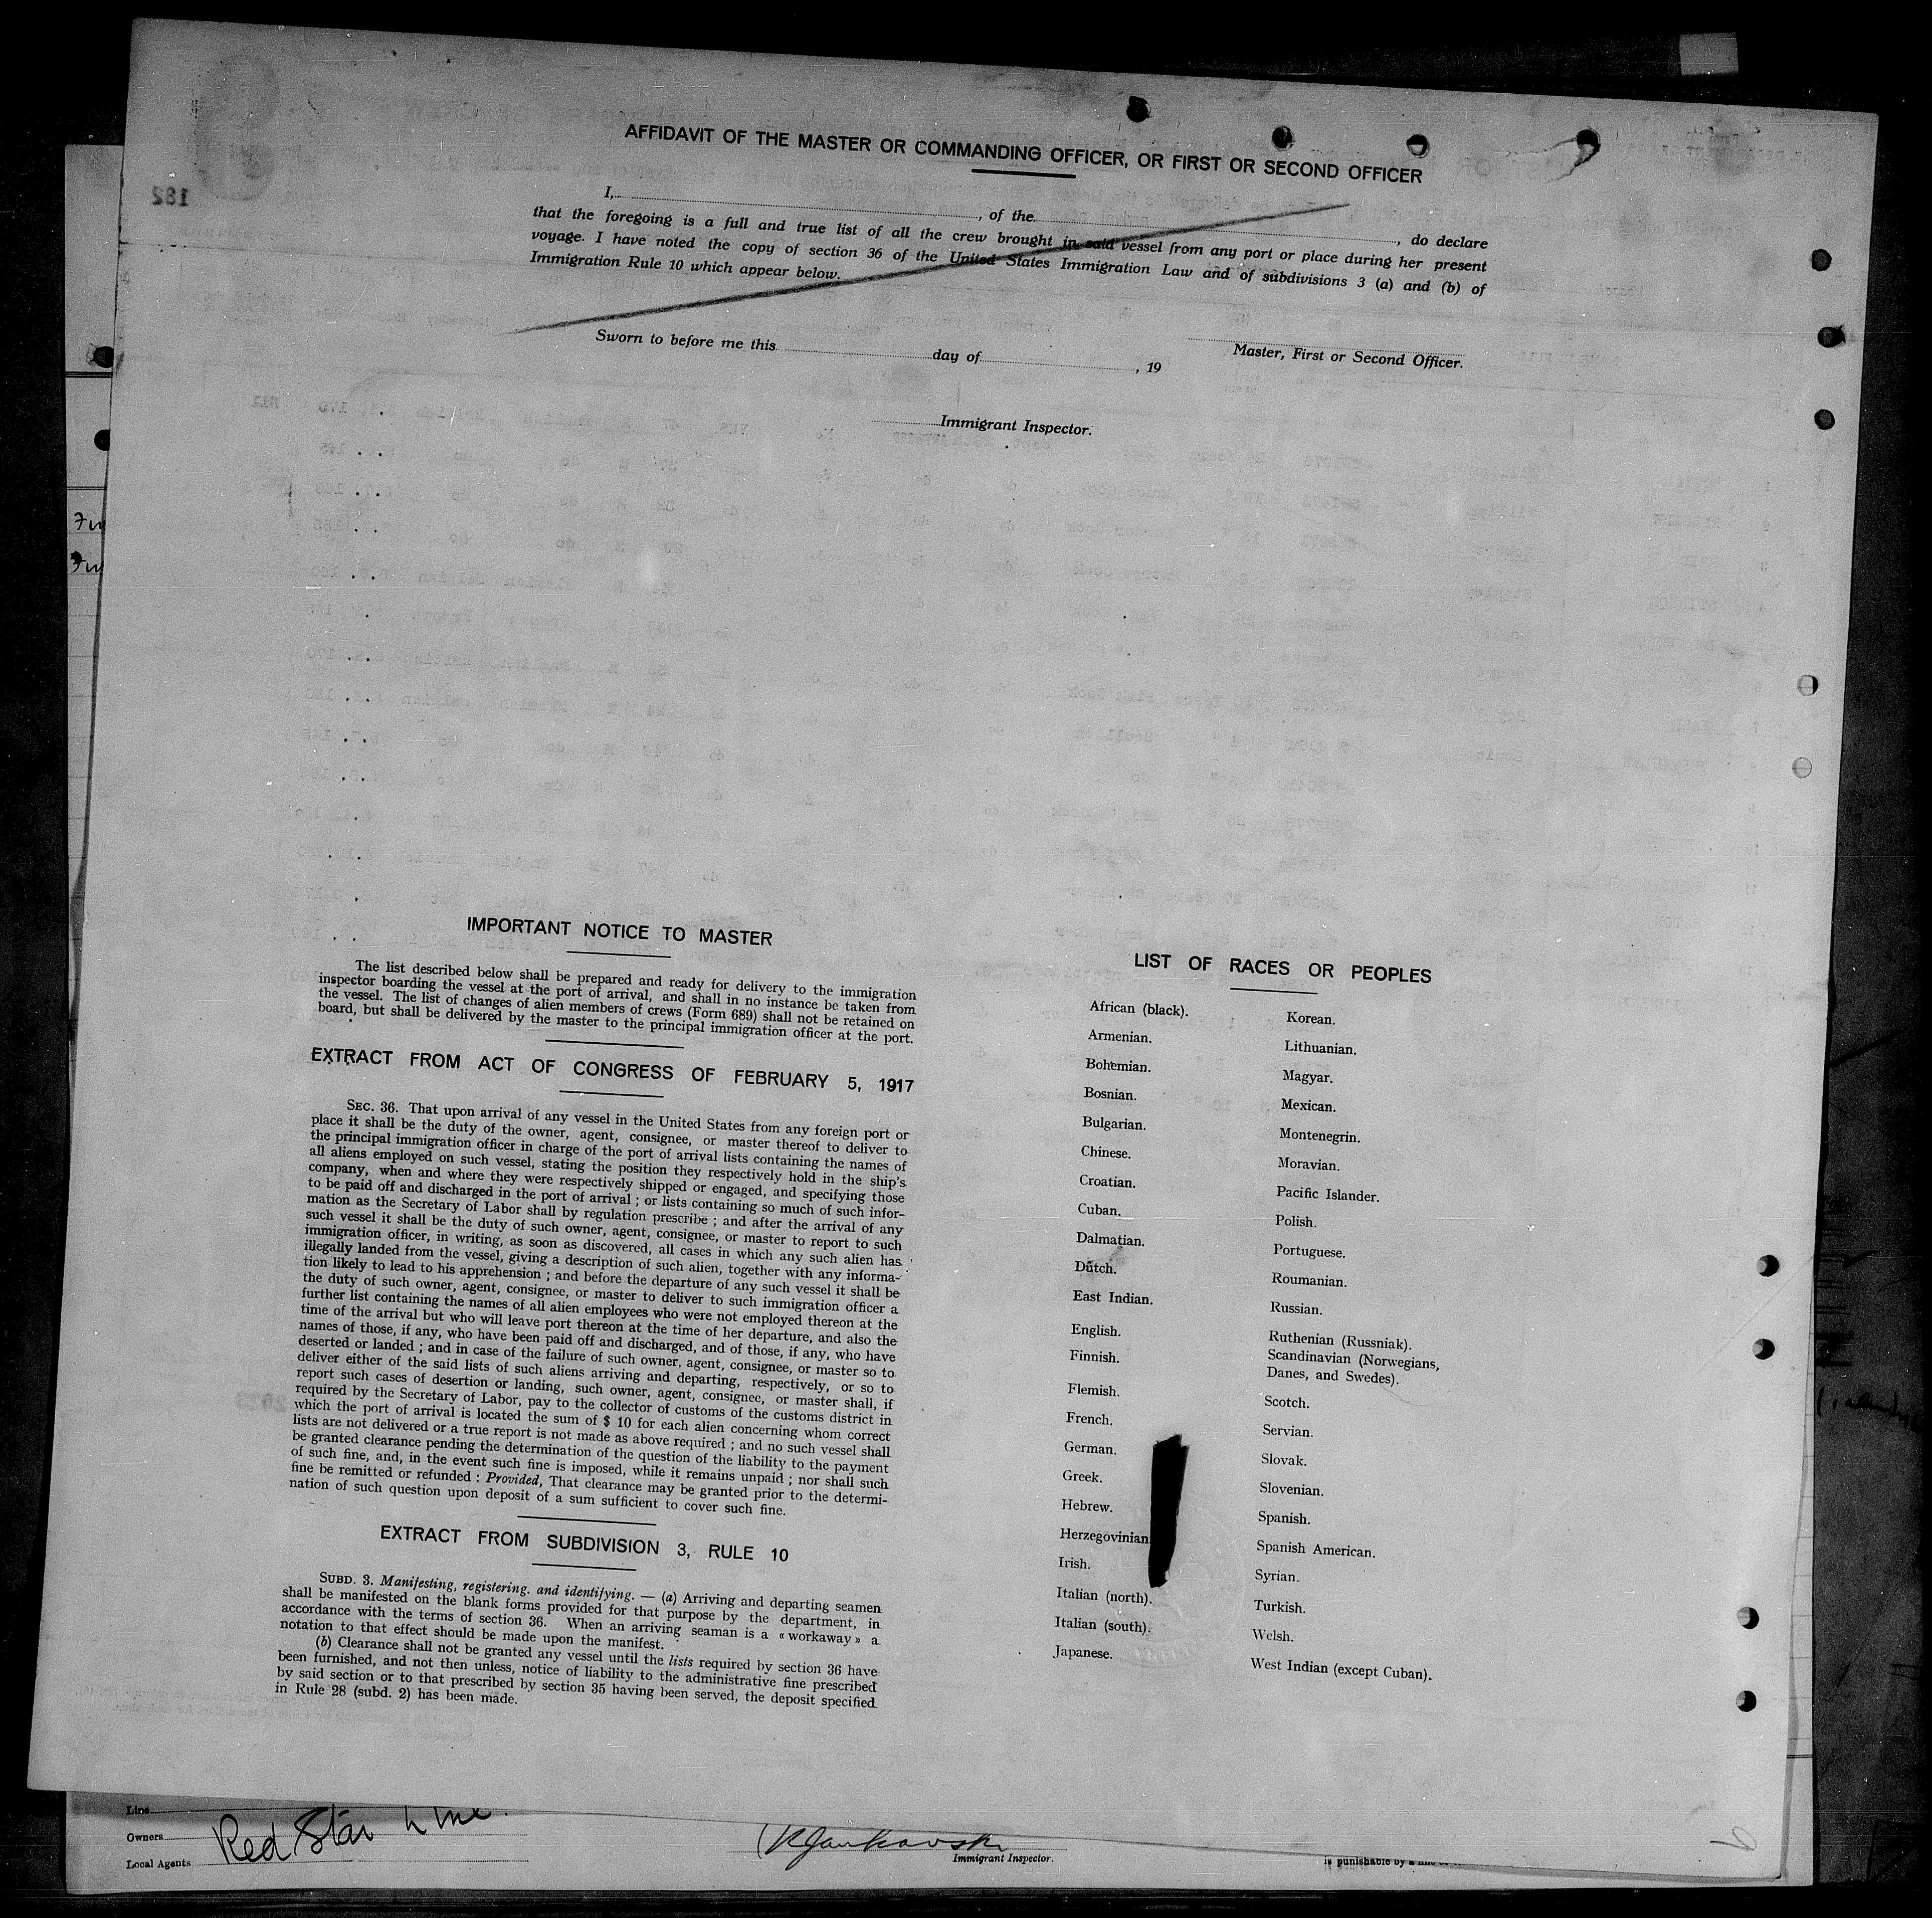 AFFIDAVIT OF THE MASTER OR COMMANDING OFFICER, OR FIRST OR SECOND OFFICER
182
I, , of the , do declare
that the foregoing is a full and true list of all the crew brought in said vessel from any port or place during her present
voyage. I have noted the copy of section 36 of the United States Immigration Law and of subdivisions 3 (a) and (b) of
Immigration Rule 10 which appear below.
Sworn to before me this day of , 19
Master, First or Second Officer.
Immigrant Inspector.
IMPORTANT NOTICE TO MASTER
The list described below shall be prepared and ready for delivery to the immigration
inspector boarding the vessel at the port of arrival, and shall in no instance be taken from
the vessel. The list of changes of alien members of crews (Form 689) shall not be retained on
board, but shall be delivered by the master to the principal immigration officer at the port.
EXTRACT FROM ACT OF CONGRESS OF FEBRUARY 5, 1917
SEC. 36. That upon arrival of any vessel in the United States from any foreign port or
place it shall be the duty of the owner, agent, consignee, or master thereof to deliver to
the principal immigration officer in charge of the port of arrival lists containing the names of
all aliens employed on such vessel, stating the position they respectively hold in the ship's
company, when and where they were respectively shipped or engaged, and specifying those
to be paid off and discharged in the port of arrival ; or lists containing so much of such infor-
mation as the Secretary of Labor shall by regulation prescribe ; and after the arrival of any
such vessel it shall be the duty of such owner, agent, consignee, or master to report to such
immigration officer, in writing, as soon as discovered, all cases in which any such alien has
illegally landed from the vessel, giving a description of such alien, together with any informa-
tion likely to lead to his apprehension ; and before the departure of any such vessel it shall be
the duty of such owner, agent, consignee, or master to deliver to such immigration officer a
further list containing the names of all alien employees who were not employed thereon at the
time of the arrival but who will leave port thereon at the time of her departure, and also the
names of those, if any, who have been paid off and discharged, and of those, if any, who have
deserted or landed ; and in case of the failure of such owner, agent, consignee, or master so to
deliver either of the said lists of such aliens arriving and departing, respectively, or so to
report such cases of desertion or landing, such owner, agent, consignee, or master shall, if
required by the Secretary of Labor, pay to the collector of customs of the customs district in
which the port of arrival is located the sum of $ 10 for each alien concerning whom correct
lists are not delivered or a true report is not made as above required ; and no such vessel shall
be granted clearance pending the determination of the question of the liability to the payment
of such fine, and, in the event such fine is imposed, while it remains unpaid ; nor shall such
fine be remitted or refunded : Provided, That clearance may be granted prior to the determi-
nation of such question upon deposit of a sum sufficient to cover such fine.
EXTRACT FROM SUBDIVISION 3, RULE 10
SUBD. 3. Manifesting, registering. and identifying. — (a) Arriving and departing seamen
shall be manifested on the blank forms provided for that purpose by the department, in
accordance with the terms of section 36. When an arriving seaman is a « workaway » a
notation to that effect should be made upon the manifest.
(b) Clearance shall not be granted any vessel until the lists required by section 36 have
been furnished, and not then unless, notice of liability to the administrative fine prescribed
by said section or to that prescribed by section 35 having been served, the deposit specified
in Rule 28 (subd. 2) has been made.
LIST OF RACES OR PEOPLES
African (black).
Armenian.
Bohemian.
Bosnian.
Bulgarian.
Chinese.
Croatian.
Cuban.
Dalmatian.
Dutch.
East Indian.
English.
Finnish.
Flemish.
French.
German.
Greek.
Hebrew.
Herzegovinian
Irish.
Italian (north).
Italian (south).
Japanese.
Korean.
Lithuanian.
Magyar.
Mexican.
Montenegrin.
Moravian.
Pacific Islander.
Polish.
Portuguese.
Roumanian.
Russian.
Ruthenian (Russniak).
Scandinavian (Norwegians,
Danes, and Swedes).
Scotch.
Servian.
Slovak.
Slovenian.
Spanish.
Spanish American.
Syrian.
Turkish.
Welsh.
West Indian (except Cuban).
Line
Owners Red Star Line
Local Agents
Immigrant Inspector.
is punishable by a